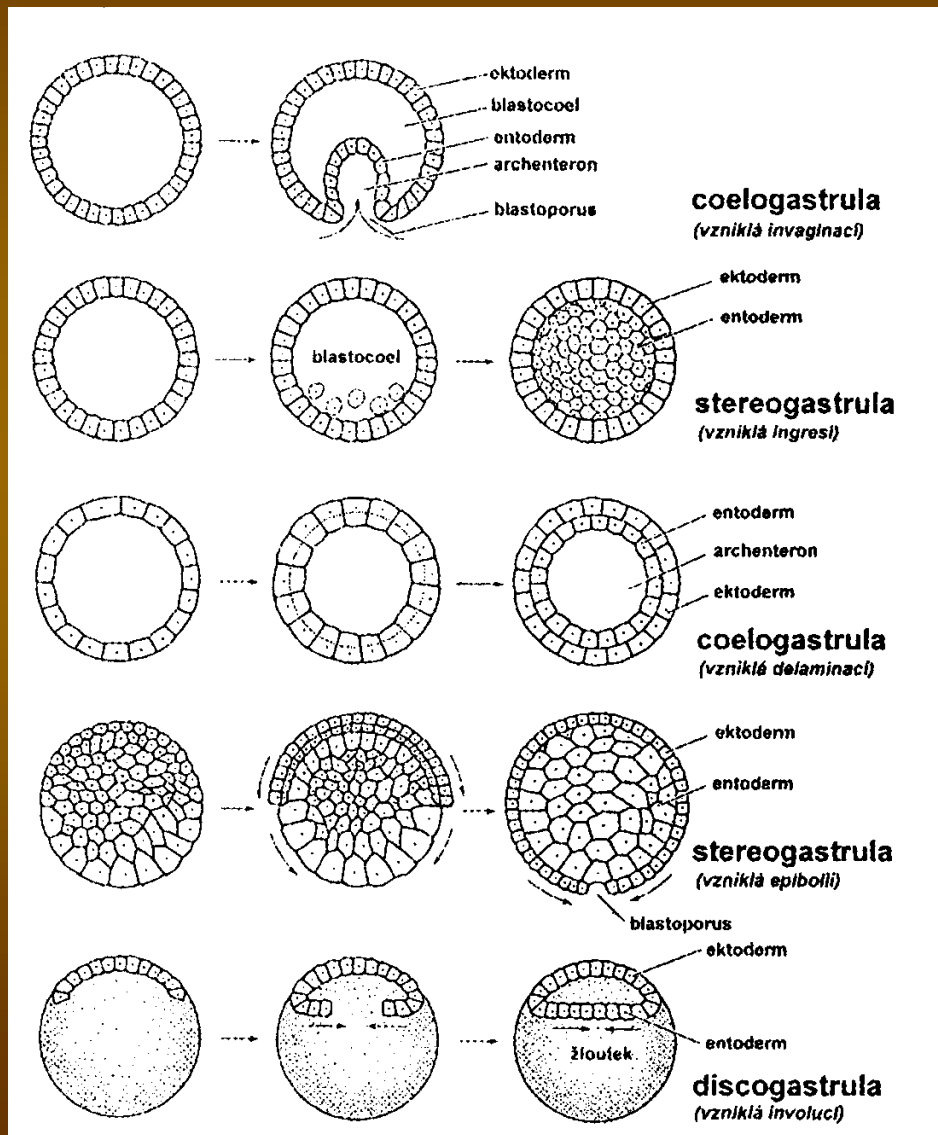 ektoderm
blastocoel
entoderm
archenteron
blastoporus
coelogastrula
(vzniklá invaginací)
blastocoel
ektoderm
entoderm
stereogastrula
(vzniklá ingresí)
entoderm
archenteron
ektoderm
coelogastrula
(vzniklá delaminací)
ektoderm
entoderm
stereogastrula
(vzniklá epibolií)
blastoporus
ektoderm
entoderm
žloutek
discogastrula
(vzniklá involucí)